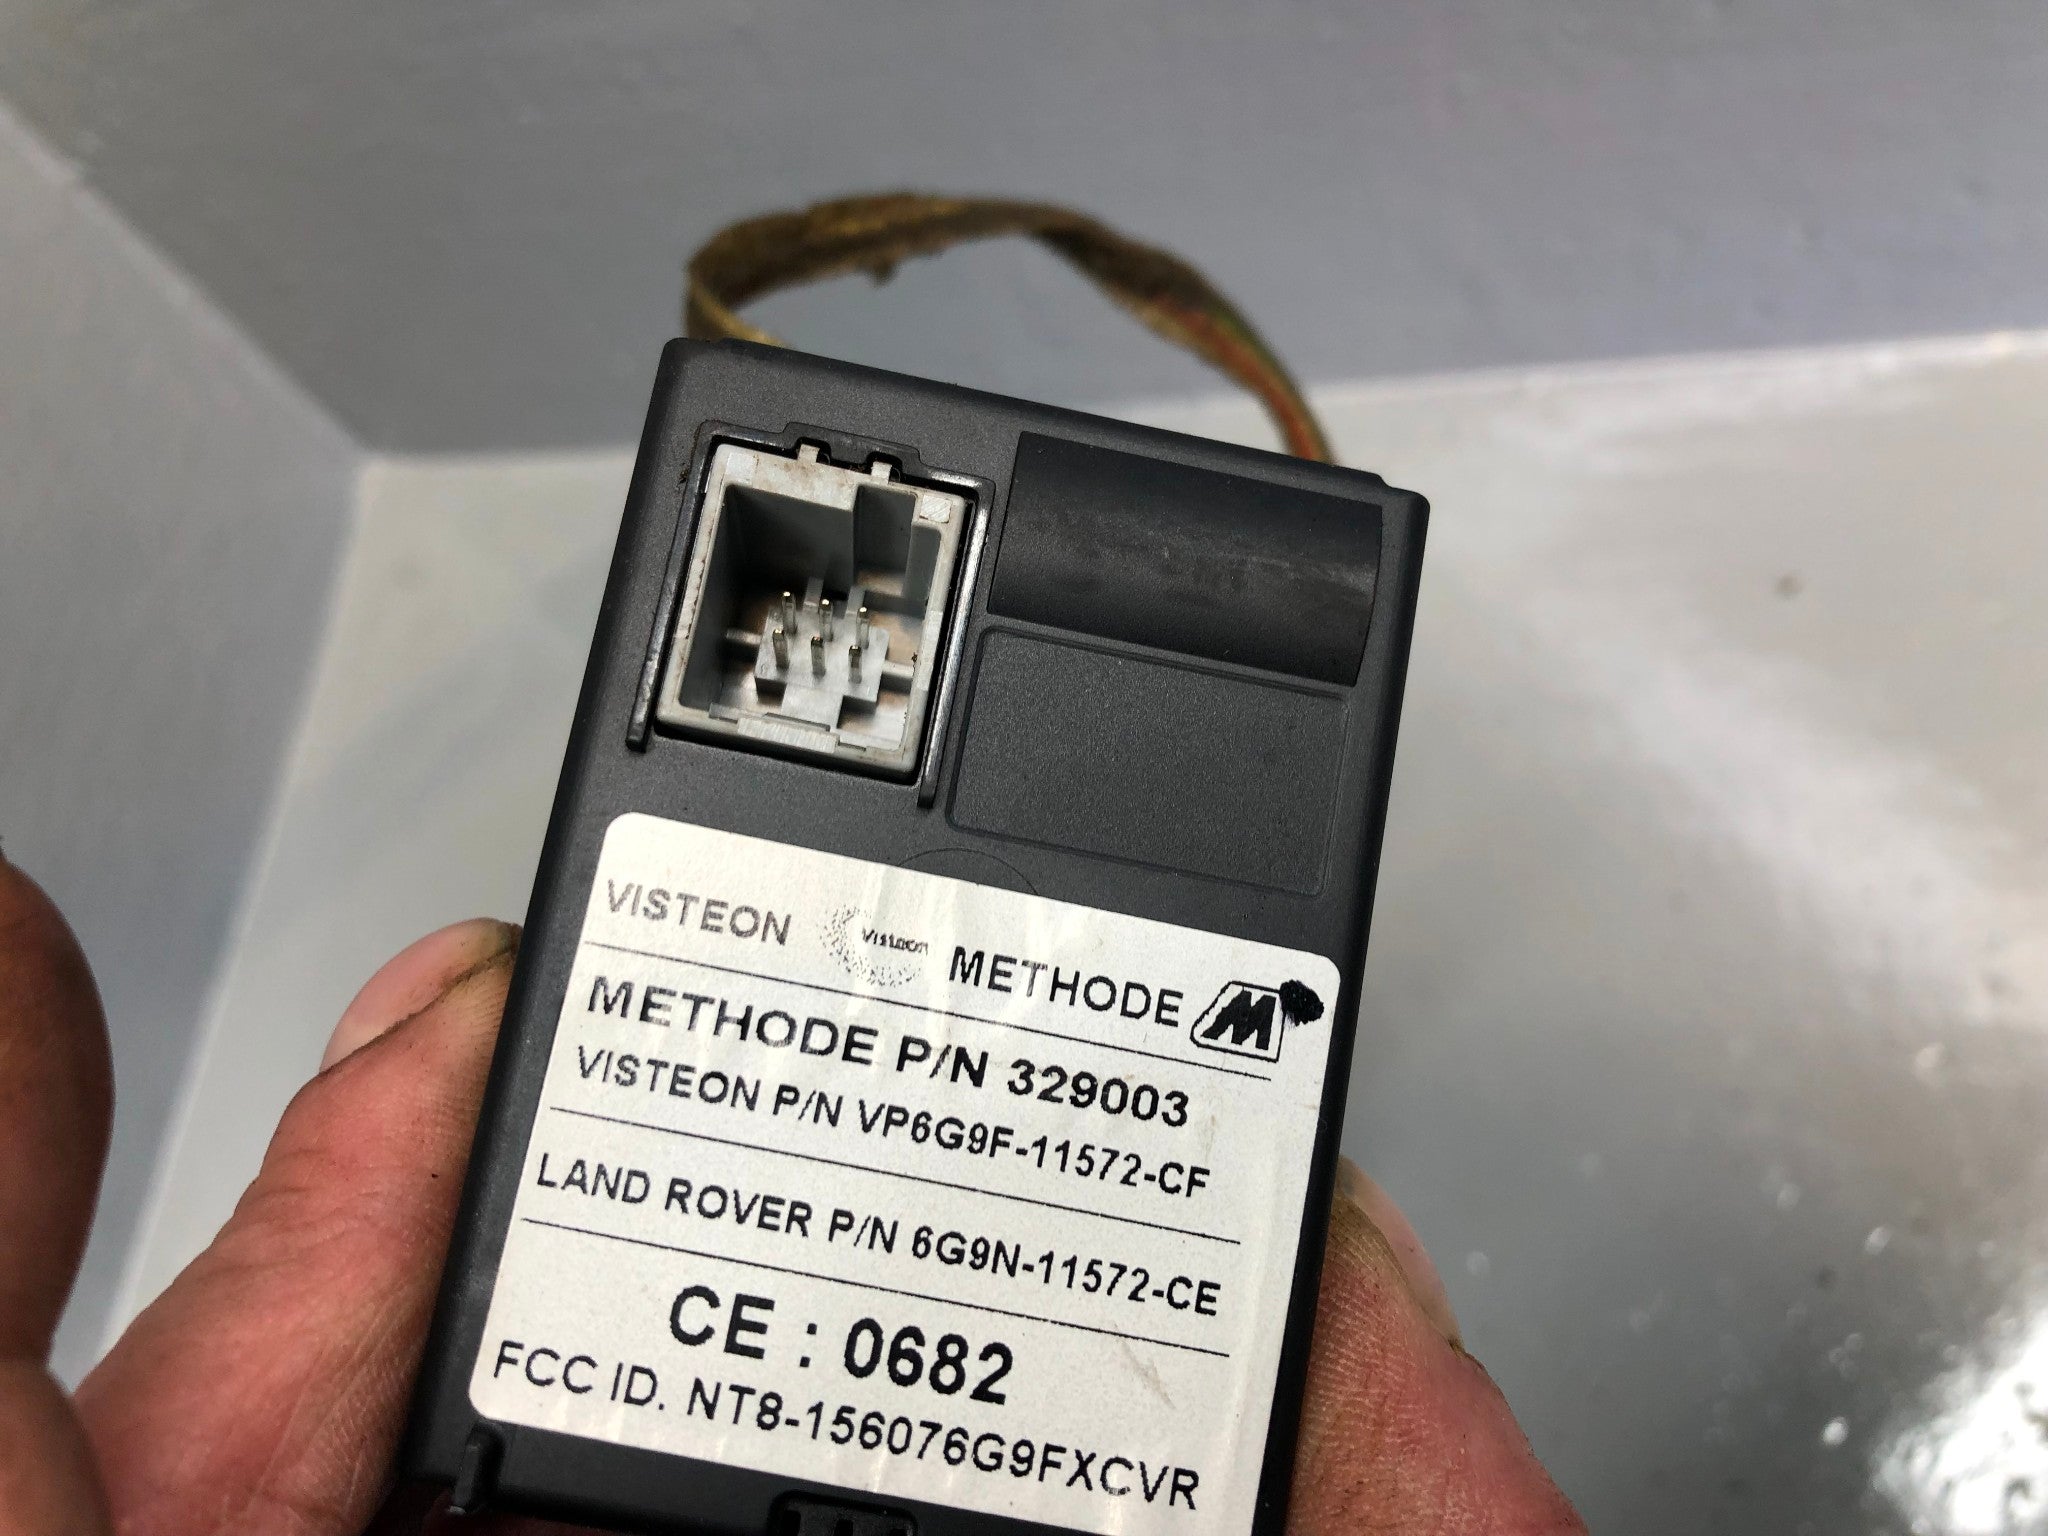 VISTEON Visteon METHODE M
METHODE P/N 329003
VISTEON P/N VP6G9F-11572-CF
LAND ROVER P/N 6G9N-11572-CE
CE : 0682
FCC ID. NT8-156076G9FXCVR